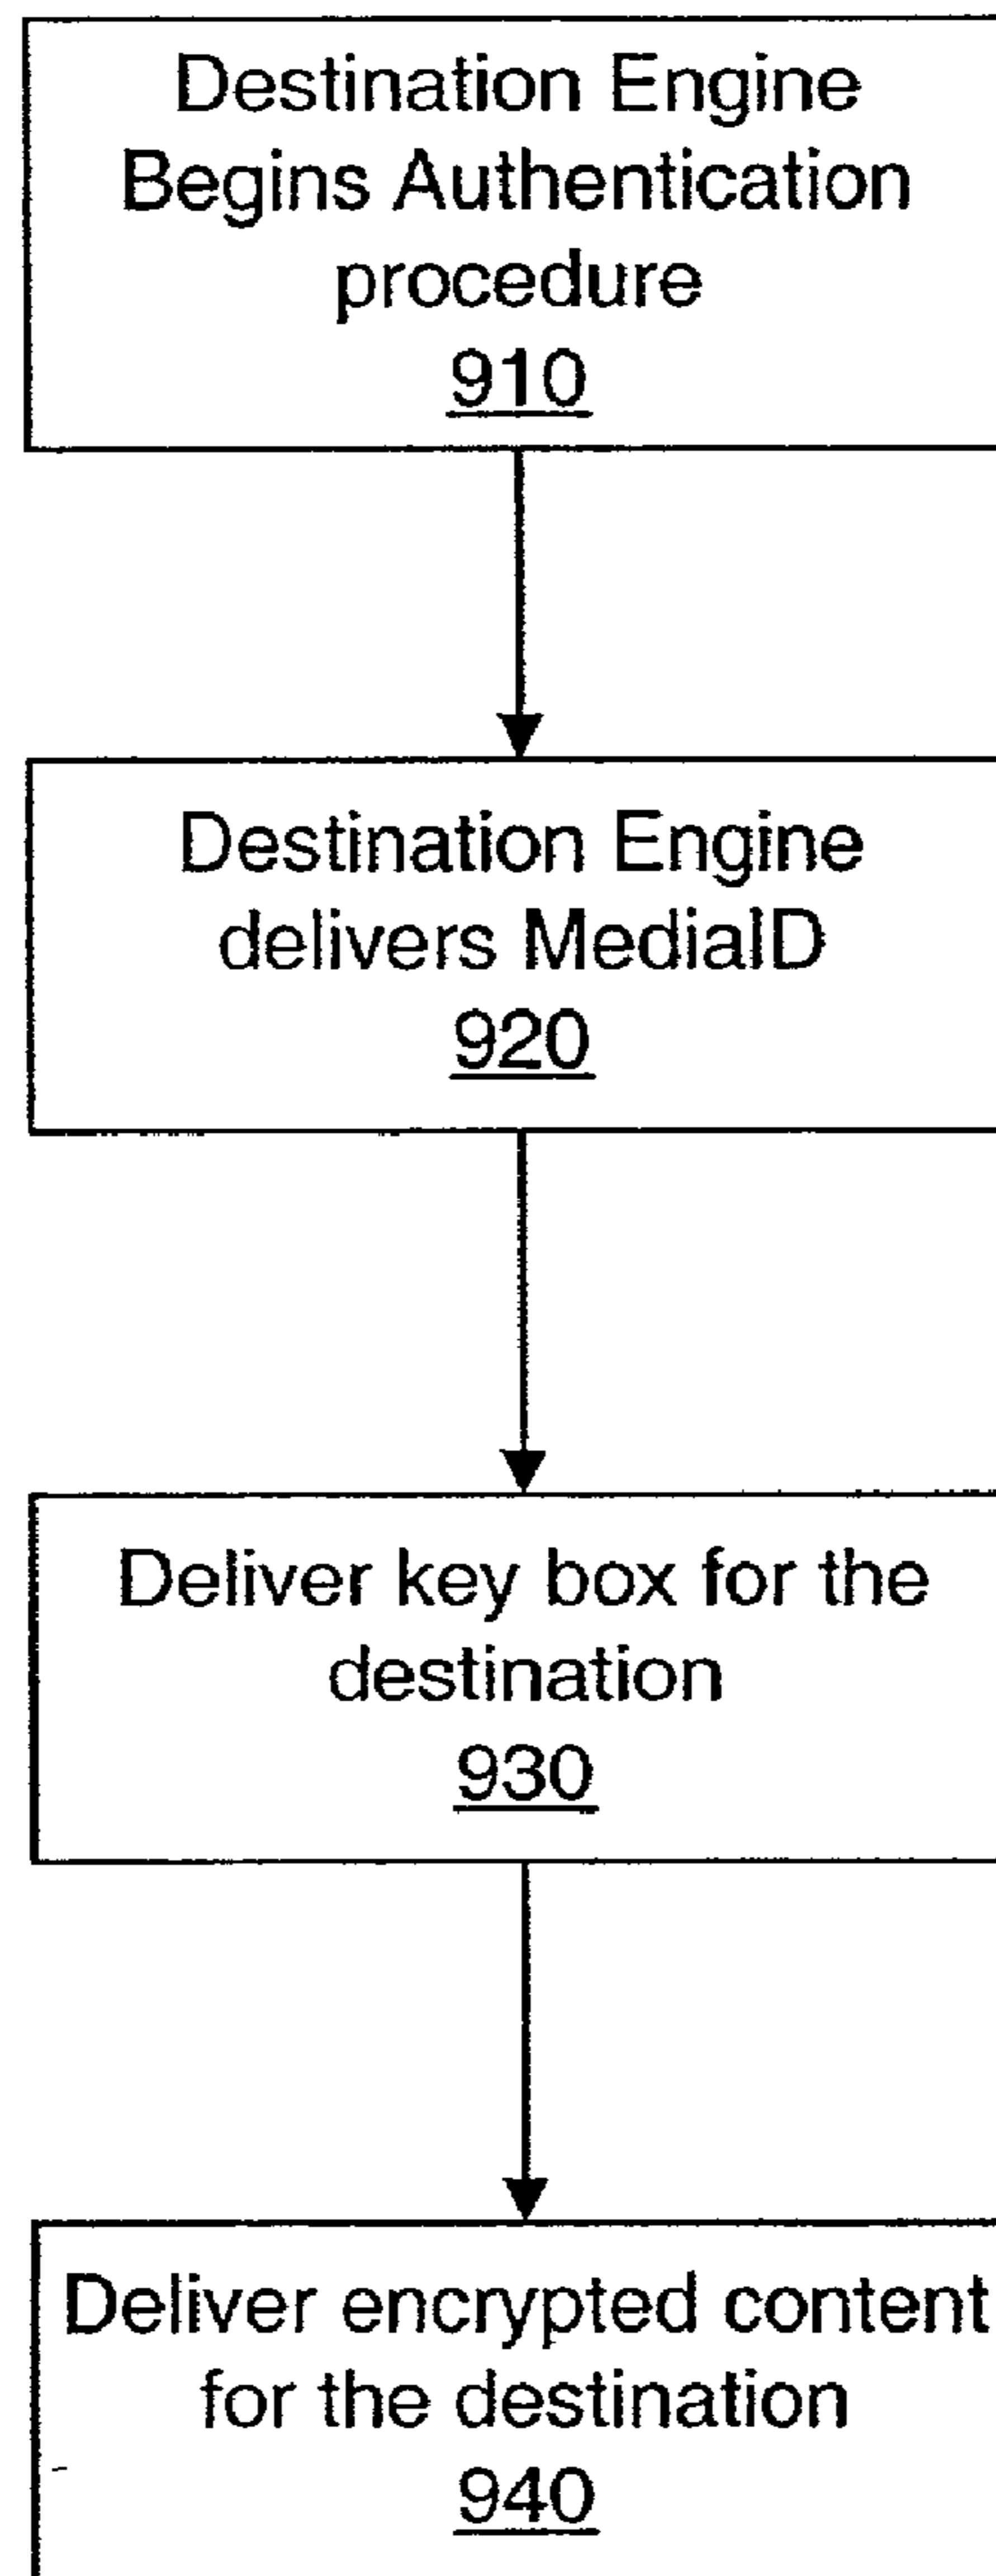 Destination Engine
Begins Authentication
procedure
910
Destination Engine
delivers MediaID
920
Deliver key box for the
destination
930
Deliver encrypted content
for the destination
940